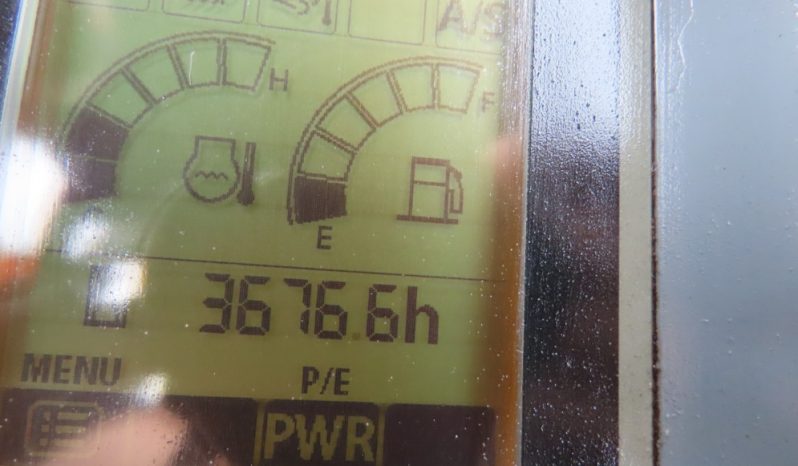 A/S
H
F
E
3676.6h
MENU P/E
PWR